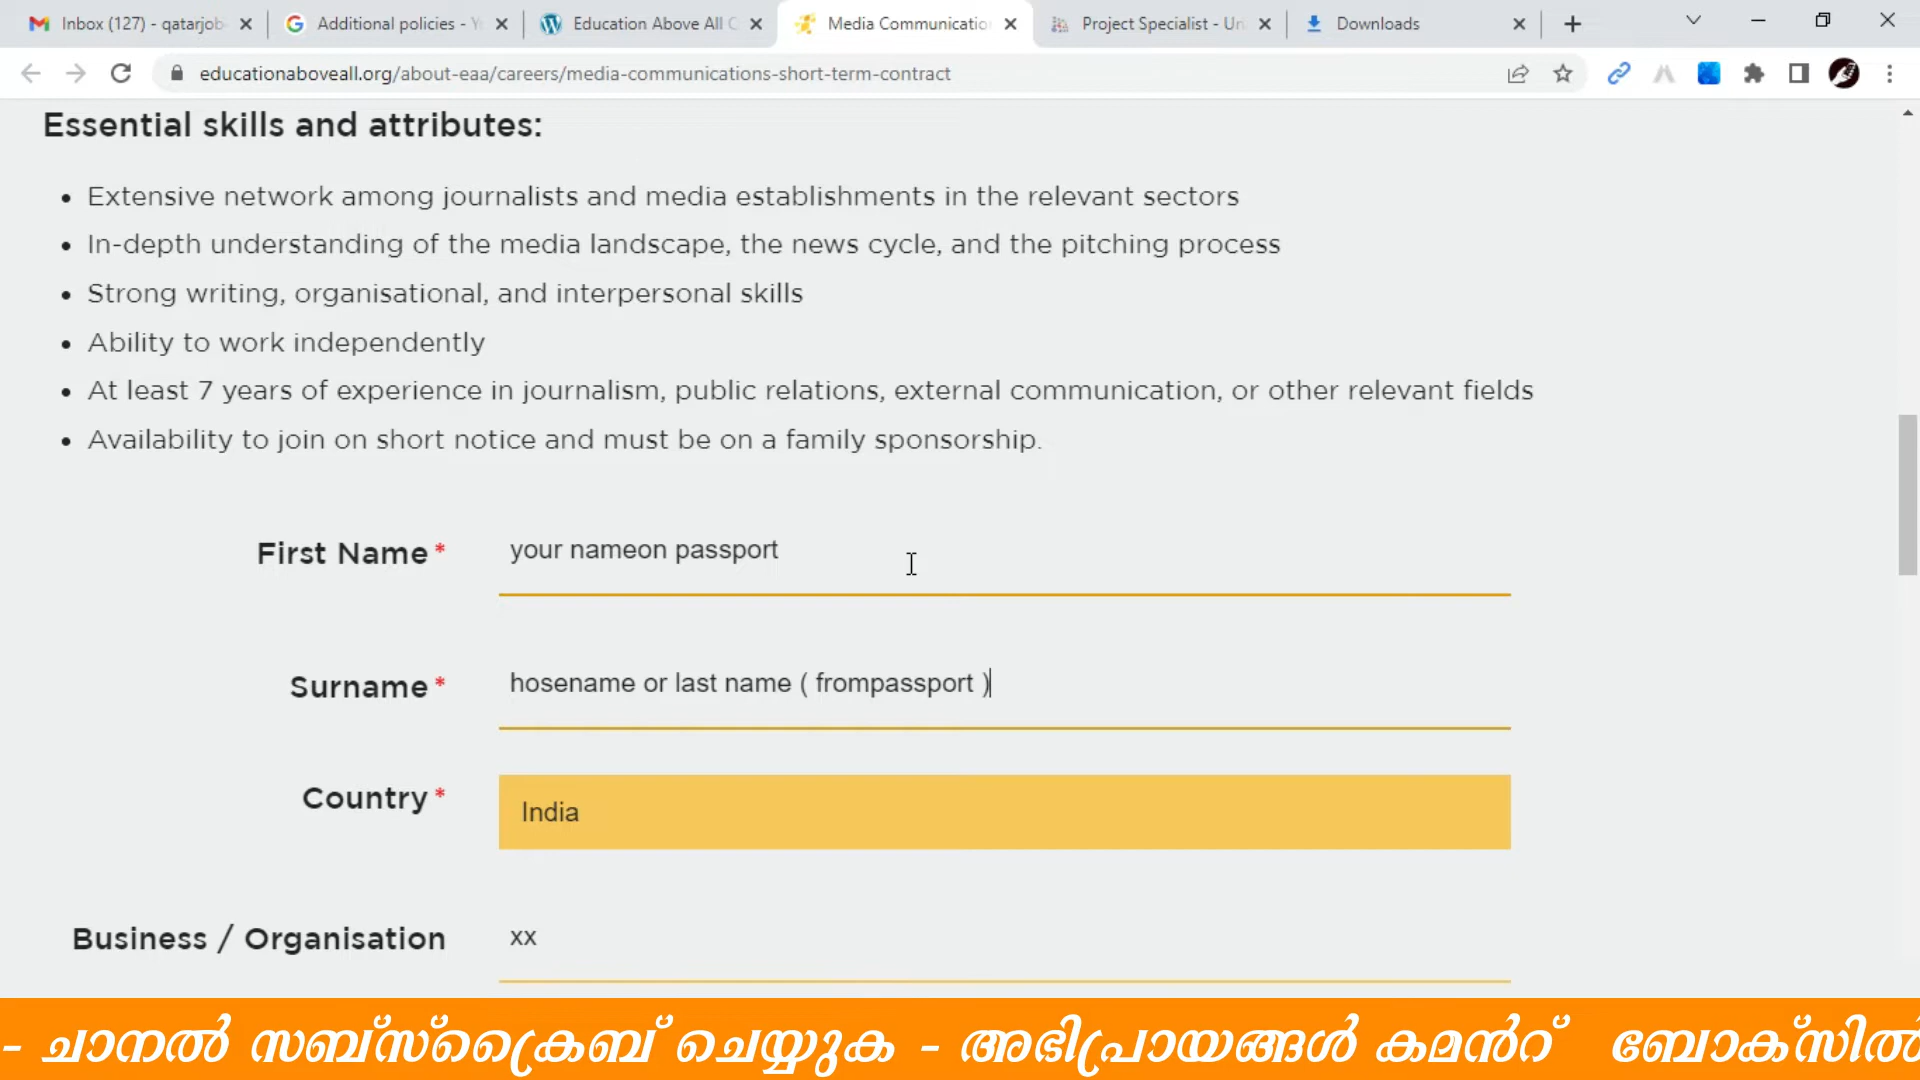 Inbox (127) - qatarjob
Additional policies - Y
Education Above All
Media Communicatio
Project Specialist - Un
Downloads
educationaboveall.org/about-eaa/careers/media-communications-short-term-contract
Essential skills and attributes:
• Extensive network among journalists and media establishments in the relevant sectors
• In-depth understanding of the media landscape, the news cycle, and the pitching process
• Strong writing, organisational, and interpersonal skills
• Ability to work independently
• At least 7 years of experience in journalism, public relations, external communication, or other relevant fields
• Availability to join on short notice and must be on a family sponsorship.
First Name * your nameon passport
Surname * hosename or last name ( frompassport )
Country * India
Business / Organisation xx
- ചാനൽ സബ്സ്ക്രൈബ് ചെയ്യുക - അഭിപ്രായങ്ങൾ കമൻറ് ബോക്സിൽ